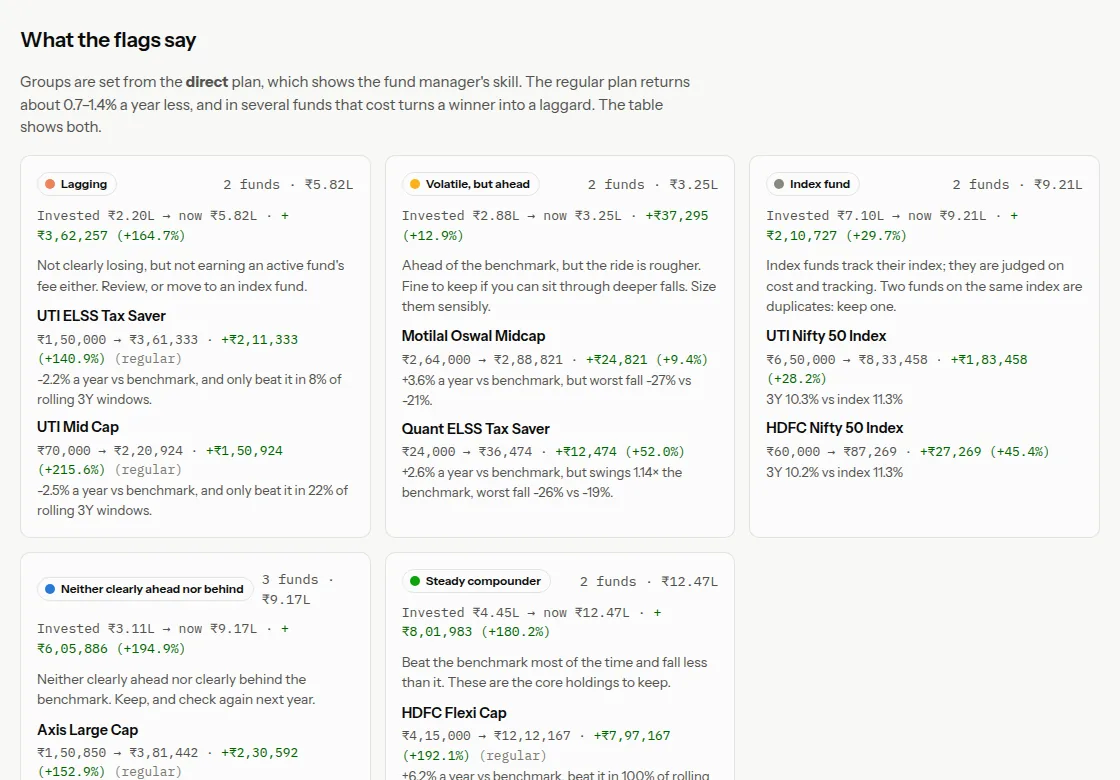 What the flags say
Groups are set from the direct plan, which shows the fund manager's skill. The regular plan returns
about 0.7–1.4% a year less, and in several funds that cost turns a winner into a laggard. The table
shows both.
Lagging
2 funds · ₹5.82L
Invested ₹2.20L → now ₹5.82L · +
₹3,62,257 (+164.7%)
Not clearly losing, but not earning an active fund's
fee either. Review, or move to an index fund.
UTI ELSS Tax Saver
₹1,50,000 → ₹3,61,333 · +₹2,11,333
(+140.9%) (regular)
-2.2% a year vs benchmark, and only beat it in 8% of
rolling 3Y windows.
UTI Mid Cap
₹70,000 → ₹2,20,924 · +₹1,50,924
(+215.6%) (regular)
-2.5% a year vs benchmark, and only beat it in 22% of
rolling 3Y windows.
Volatile, but ahead
2 funds · ₹3.25L
Invested ₹2.88L → now ₹3.25L · +₹37,295
(+12.9%)
Ahead of the benchmark, but the ride is rougher.
Fine to keep if you can sit through deeper falls. Size
them sensibly.
Motilal Oswal Midcap
₹2,64,000 → ₹2,88,821 · +₹24,821 (+9.4%)
+3.6% a year vs benchmark, but worst fall -27% vs
-21%.
Quant ELSS Tax Saver
₹24,000 → ₹36,474 · +₹12,474 (+52.0%)
+2.6% a year vs benchmark, but swings 1.14× the
benchmark, worst fall -26% vs -19%.
Index fund
2 funds · ₹9.21L
Invested ₹7.10L → now ₹9.21L · +
₹2,10,727 (+29.7%)
Index funds track their index; they are judged on
cost and tracking. Two funds on the same index are
duplicates: keep one.
UTI Nifty 50 Index
₹6,50,000 → ₹8,33,458 · +₹1,83,458
(+28.2%)
3Y 10.3% vs index 11.3%
HDFC Nifty 50 Index
₹60,000 → ₹87,269 · +₹27,269 (+45.4%)
3Y 10.2% vs index 11.3%
Neither clearly ahead nor behind
3 funds ·
₹9.17L
Invested ₹3.11L → now ₹9.17L · +
₹6,05,886 (+194.9%)
Neither clearly ahead nor clearly behind the
benchmark. Keep, and check again next year.
Axis Large Cap
₹1,50,850 → ₹3,81,442 · +₹2,30,592
(+152.9%) (regular)
Steady compounder
2 funds · ₹12.47L
Invested ₹4.45L → now ₹12.47L · +
₹8,01,983 (+180.2%)
Beat the benchmark most of the time and fall less
than it. These are the core holdings to keep.
HDFC Flexi Cap
₹4,15,000 → ₹12,12,167 · +₹7,97,167
(+192.1%) (regular)
+6.2% a year vs benchmark, beat it in 100% of rolling